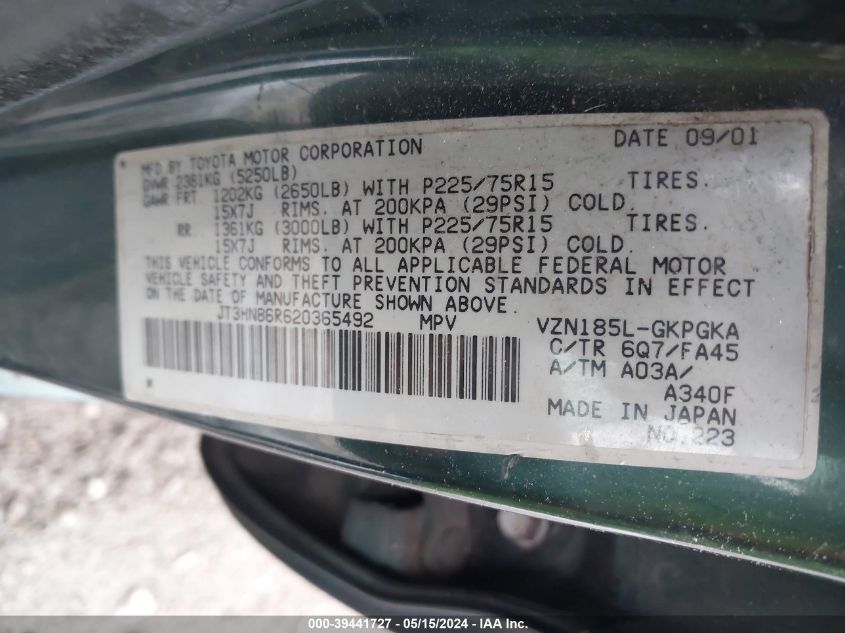 DATE 09/01
MFD BY TOYOTA MOTOR CORPORATION
GVWR 2381KG (5250LB)
GAWR FRT. 1202KG (2650LB) WITH P225/75R15 TIRES.
15X7J RIMS. AT 200KPA (29PSI) COLD.
RR. 1361KG (3000LB) WITH P225/75R15 TIRES.
15X7J RIMS. AT 200KPA (29PSI) COLD.
THIS VEHICLE CONFORMS TO ALL APPLICABLE FEDERAL MOTOR
VEHICLE SAFETY AND THEFT PREVENTION STANDARDS IN EFFECT
ON THE DATE OF MANUFACTURE SHOWN ABOVE.
JT3HN86R620365492 MPV VZN185L-GKPGKA
C/TR 6Q7/FA45
A/TM A03A/
A340F
MADE IN JAPAN
NO.223
000-39441727 - 05/15/2024 - IAAI, Inc.